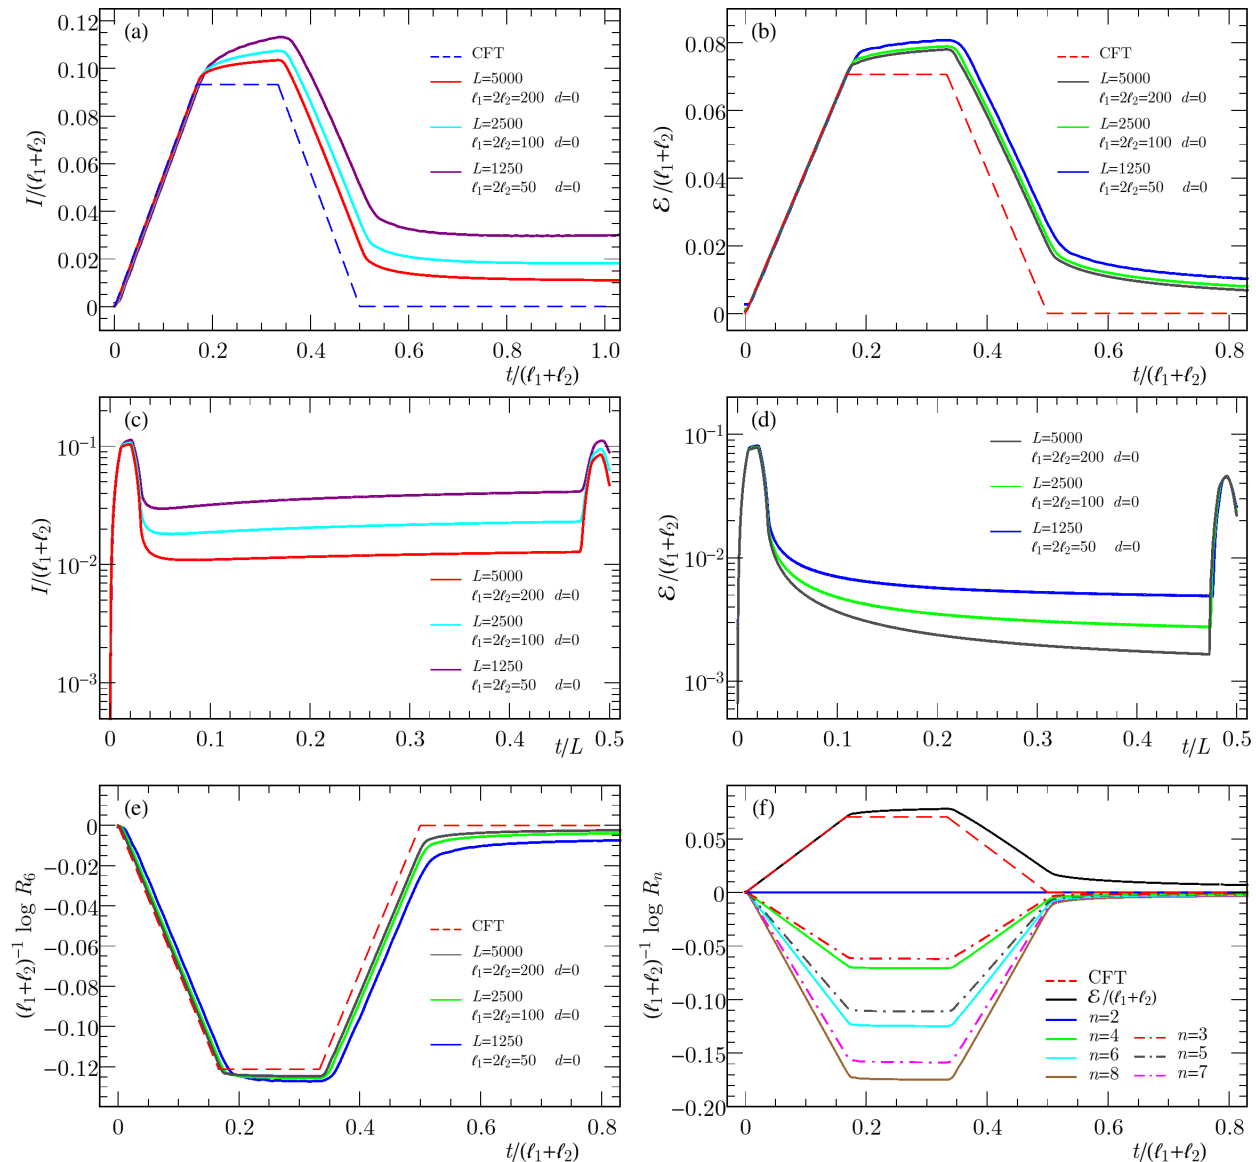 (a)
I/(ℓ₁+ℓ₂)
0.12
0.10
0.08
0.06
0.04
0.02
0
CFT
L=5000
ℓ₁=2ℓ₂=200 d=0
L=2500
ℓ₁=2ℓ₂=100 d=0
L=1250
ℓ₁=2ℓ₂=50 d=0
0 0.2 0.4 0.6 0.8 1.0
t/(ℓ₁+ℓ₂)
(b)
ℰ/(ℓ₁+ℓ₂)
0.08
0.06
0.04
0.02
0
CFT
L=5000
ℓ₁=2ℓ₂=200 d=0
L=2500
ℓ₁=2ℓ₂=100 d=0
L=1250
ℓ₁=2ℓ₂=50 d=0
0 0.2 0.4 0.6 0.8
t/(ℓ₁+ℓ₂)
(c)
I/(ℓ₁+ℓ₂)
10⁻¹
10⁻²
10⁻³
L=5000
ℓ₁=2ℓ₂=200 d=0
L=2500
ℓ₁=2ℓ₂=100 d=0
L=1250
ℓ₁=2ℓ₂=50 d=0
0 0.1 0.2 0.3 0.4 0.5
t/L
(d)
ℰ/(ℓ₁+ℓ₂)
10⁻¹
10⁻²
10⁻³
L=5000
ℓ₁=2ℓ₂=200 d=0
L=2500
ℓ₁=2ℓ₂=100 d=0
L=1250
ℓ₁=2ℓ₂=50 d=0
0 0.1 0.2 0.3 0.4 0.5
t/L
(e)
(ℓ₁+ℓ₂)⁻¹ log R₆
0
−0.02
−0.04
−0.06
−0.08
−0.10
−0.12
CFT
L=5000
ℓ₁=2ℓ₂=200 d=0
L=2500
ℓ₁=2ℓ₂=100 d=0
L=1250
ℓ₁=2ℓ₂=50 d=0
0 0.2 0.4 0.6 0.8
t/(ℓ₁+ℓ₂)
(f)
(ℓ₁+ℓ₂)⁻¹ log Rₙ
0.05
0
−0.05
−0.10
−0.15
−0.20
CFT
ℰ/(ℓ₁+ℓ₂)
n=2
n=4 n=3
n=6 n=5
n=8 n=7
0 0.2 0.4 0.6 0.8
t/(ℓ₁+ℓ₂)